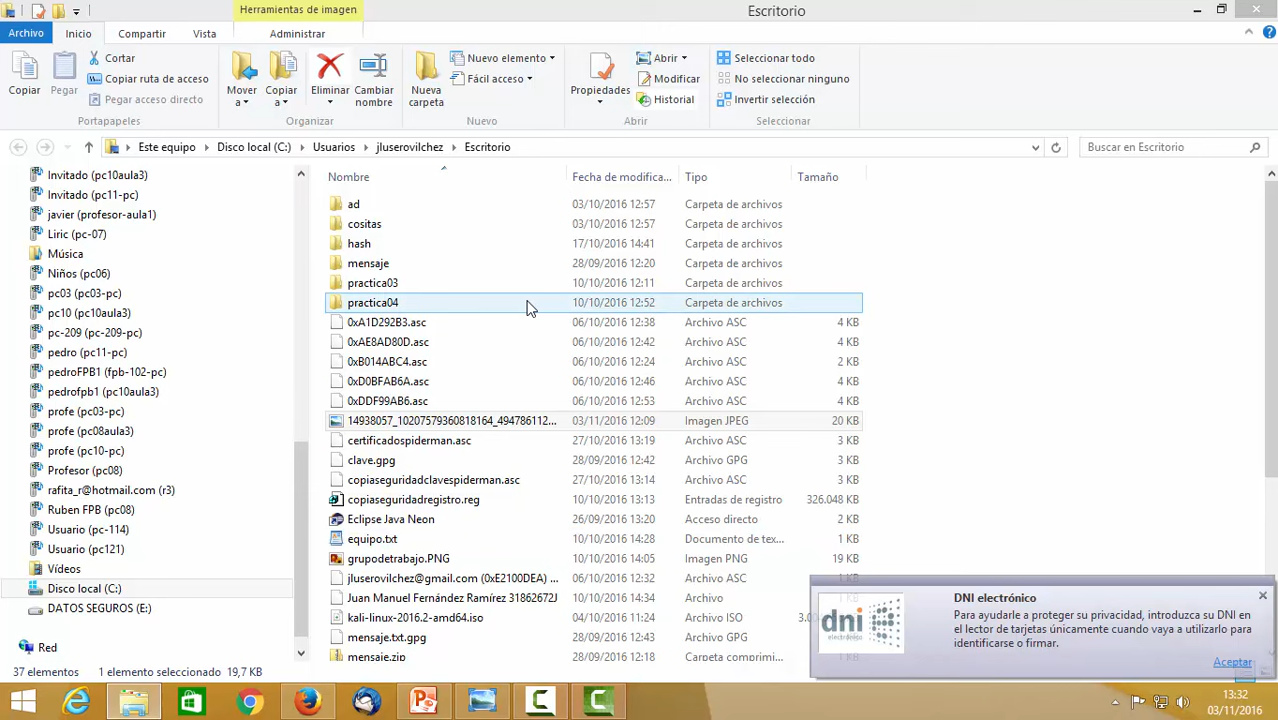 Herramientas de imagen
Escritorio
Archivo
Inicio
Compartir
Vista
Administrar
Copiar
Pegar
Cortar
Copiar ruta de acceso
Pegar acceso directo
Portapapeles
Mover a
Copiar a
Eliminar
Cambiar nombre
Organizar
Nueva carpeta
Nuevo elemento
Fácil acceso
Nuevo
Propiedades
Abrir
Modificar
Historial
Abrir
Seleccionar todo
No seleccionar ninguno
Invertir selección
Seleccionar
Este equipo
Disco local (C:)
Usuarios
jluserovilchez
Escritorio
Buscar en Escritorio
Invitado (pc10aula3)
Invitado (pc11-pc)
javier (profesor-aula1)
Liric (pc-07)
Música
Niños (pc06)
pc03 (pc03-pc)
pc10 (pc10aula3)
pc-209 (pc-209-pc)
pedro (pc11-pc)
pedroFPB1 (fpb-102-pc)
pedrofpb1 (pc10aula3)
profe (pc03-pc)
profe (pc08aula3)
profe (pc10-pc)
Profesor (pc08)
rafita_r@hotmail.com (r3)
Ruben FPB (pc09)
Usuario (pc-114)
Usuario (pc121)
Vídeos
Disco local (C:)
DATOS SEGUROS (E:)
Red
Nombre Fecha de modifica... Tipo Tamaño
ad 03/10/2016 12:57 Carpeta de archivos
cositas 03/10/2016 12:57 Carpeta de archivos
hash 17/10/2016 14:41 Carpeta de archivos
mensaje 28/09/2016 12:20 Carpeta de archivos
practica03 10/10/2016 12:11 Carpeta de archivos
practica04 10/10/2016 12:52 Carpeta de archivos
0xA1D292B3.asc 06/10/2016 12:38 Archivo ASC 4 KB
0xAE8AD80D.asc 06/10/2016 12:42 Archivo ASC 4 KB
0xB014ABC4.asc 06/10/2016 12:24 Archivo ASC 2 KB
0xD0BFAB6A.asc 06/10/2016 12:46 Archivo ASC 4 KB
0xDDF99AB6.asc 06/10/2016 12:53 Archivo ASC 4 KB
14938057_10207579360818164_494786112... 03/11/2016 12:09 Imagen JPEG 20 KB
certificadospiderman.asc 27/10/2016 13:19 Archivo ASC 3 KB
clave.gpg 28/09/2016 12:42 Archivo GPG 3 KB
copiaseguridadclavespiderman.asc 27/10/2016 13:14 Archivo ASC 3 KB
copiaseguridadregistro.reg 10/10/2016 13:13 Entradas de registro 326.048 KB
Eclipse Java Neon 26/09/2016 13:20 Acceso directo 2 KB
equipo.txt 10/10/2016 14:28 Documento de tex... 1 KB
grupodetrabajo.PNG 10/10/2016 14:05 Imagen PNG 19 KB
jluserovilchez@gmail.com (0xE2100DEA) ... 06/10/2016 12:32 Archivo ASC
Juan Manuel Fernández Ramírez 31862672J 10/10/2016 14:34 Archivo
kali-linux-2016.2-amd64.iso 04/10/2016 11:24 Archivo ISO
mensaje.txt.gpg 28/09/2016 12:43 Archivo GPG
mensaje.zip 28/09/2016 12:18 Carpeta comprimi...
dni
electrónico
DNI electrónico
Para ayudarle a proteger su privacidad, introduzca su DNI en
el lector de tarjetas únicamente cuando vaya a utilizarlo para
identificarse o firmar.
Aceptar
37 elementos 1 elemento seleccionado 19,7 KB
13:32
03/11/2016